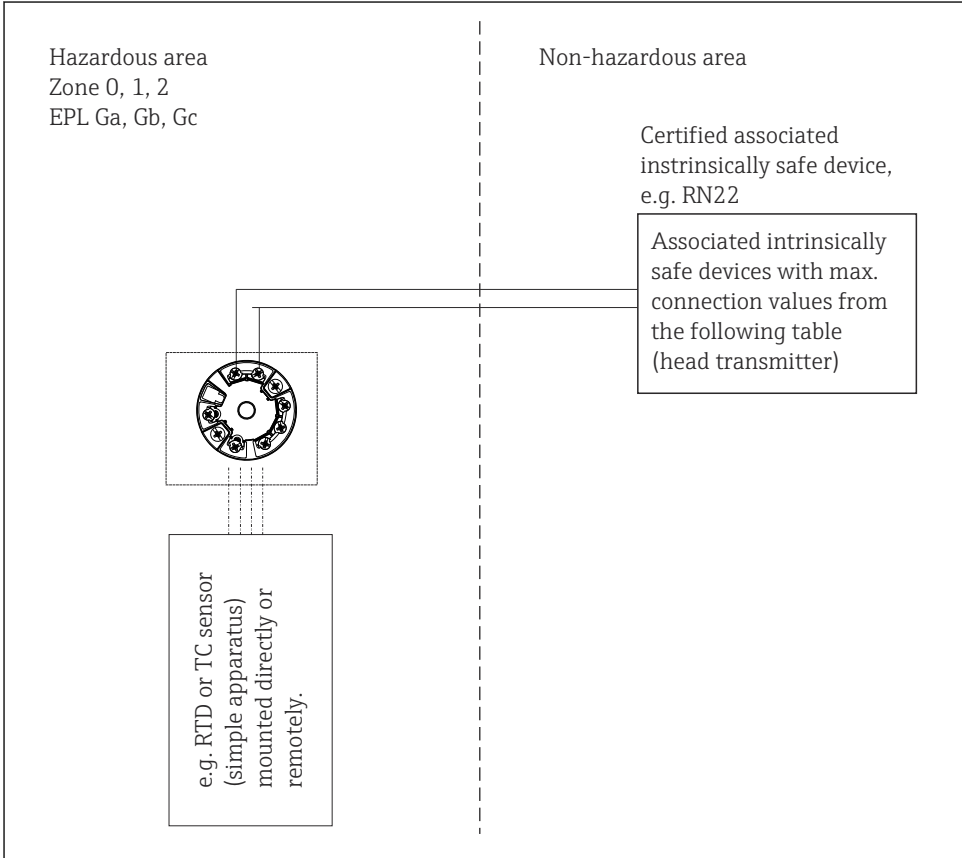 Hazardous area
Zone 0, 1, 2
EPL Ga, Gb, Gc
Non-hazardous area
Certified associated
instrinsically safe device,
e.g. RN22
Associated intrinsically
safe devices with max.
connection values from
the following table
(head transmitter)
e.g. RTD or TC sensor
(simple apparatus)
mounted directly or
remotely.